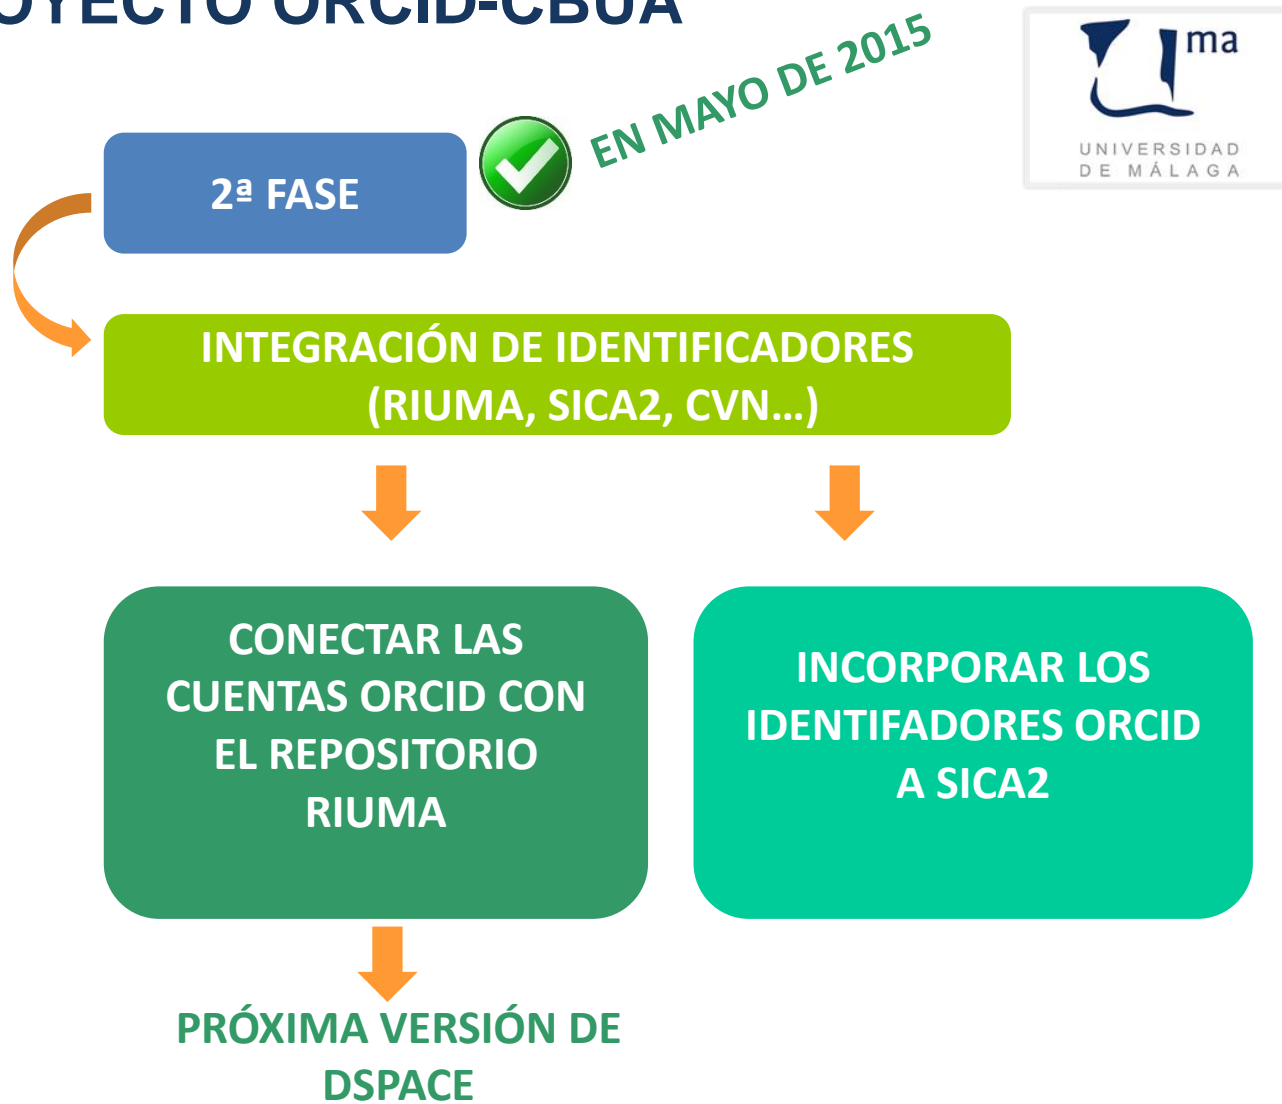 OYECTO ORCID-CBUA
EN MAYO DE 2015
ma
UNIVERSIDAD
DE MÁLAGA
2ª FASE
INTEGRACIÓN DE IDENTIFICADORES
(RIUMA, SICA2, CVN...)
CONECTAR LAS
CUENTAS ORCID CON
EL REPOSITORIO
RIUMA
INCORPORAR LOS
IDENTIFADORES ORCID
A SICA2
PRÓXIMA VERSIÓN DE
DSPACE